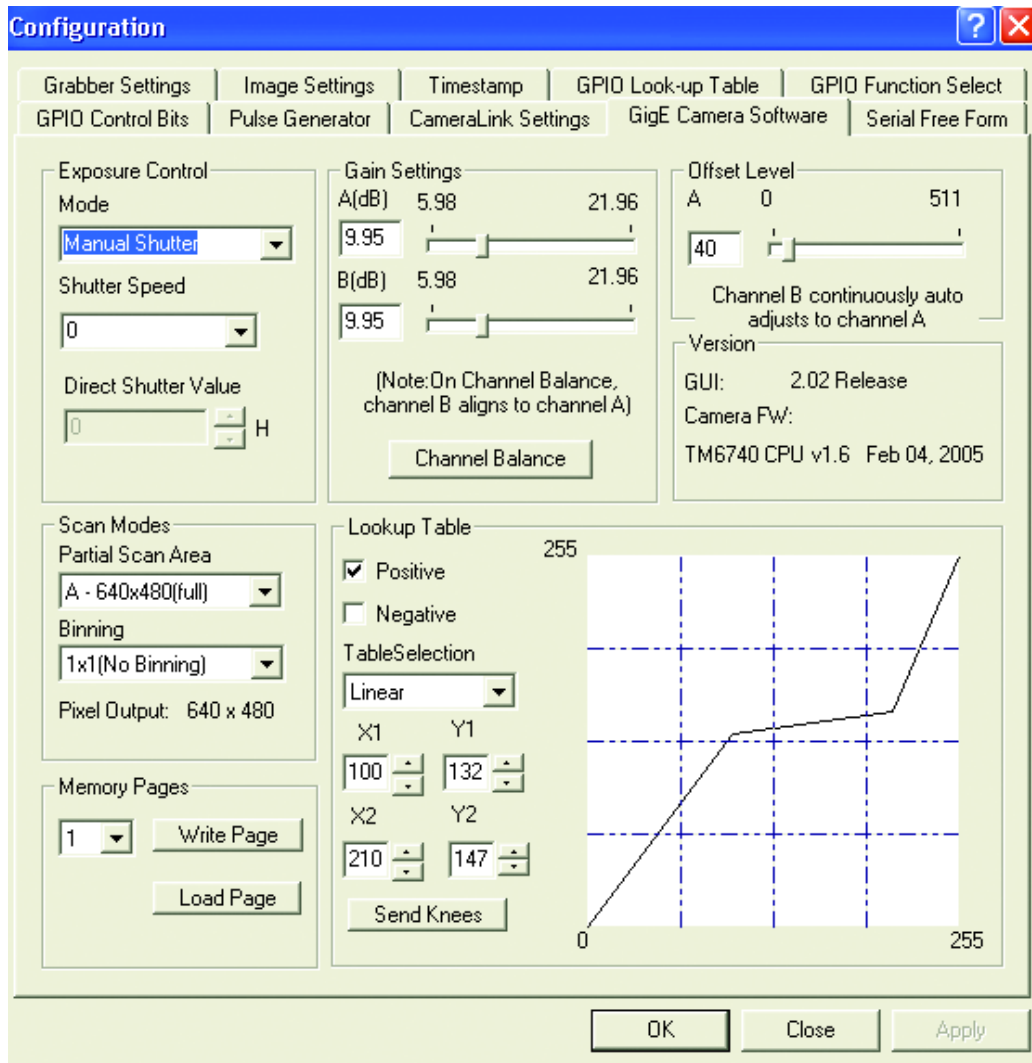 Configuration
Grabber Settings
Image Settings
Timestamp
GPIO Look-up Table
GPIO Function Select
GPIO Control Bits
Pulse Generator
CameraLink Settings
GigE Camera Software
Serial Free Form
Exposure Control
Mode
Manual Shutter
Shutter Speed
0
Direct Shutter Value
0
H
Gain Settings
A(dB) 5.98 21.96
9.95
B(dB) 5.98 21.96
9.95
(Note:On Channel Balance,
channel B aligns to channel A)
Channel Balance
Offset Level
A 0 511
40
Channel B continuously auto
adjusts to channel A
Version
GUI: 2.02 Release
Camera FW:
TM6740 CPU v1.6 Feb 04, 2005
Scan Modes
Partial Scan Area
A - 640x480(full)
Binning
1x1(No Binning)
Pixel Output: 640 x 480
Memory Pages
1
Write Page
Load Page
Lookup Table
Positive
Negative
TableSelection
Linear
X1 Y1
100 132
X2 Y2
210 147
Send Knees
255
0
255
OK
Close
Apply